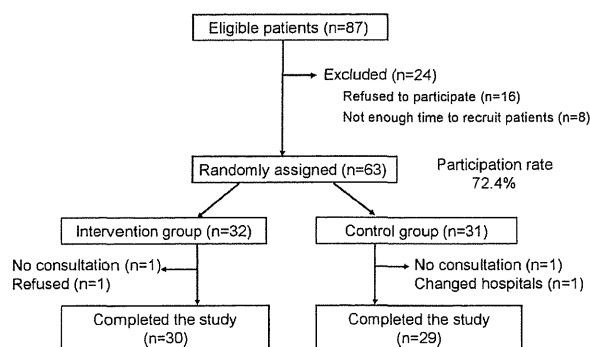 Eligible patients (n=87)
Excluded (n=24)
Refused to participate (n=16)
Not enough time to recruit patients (n=8)
Randomly assigned (n=63)
Participation rate
72.4%
Intervention group (n=32)
Control group (n=31)
No consultation (n=1)
Refused (n=1)
No consultation (n=1)
Changed hospitals (n=1)
Completed the study
(n=30)
Completed the study
(n=29)